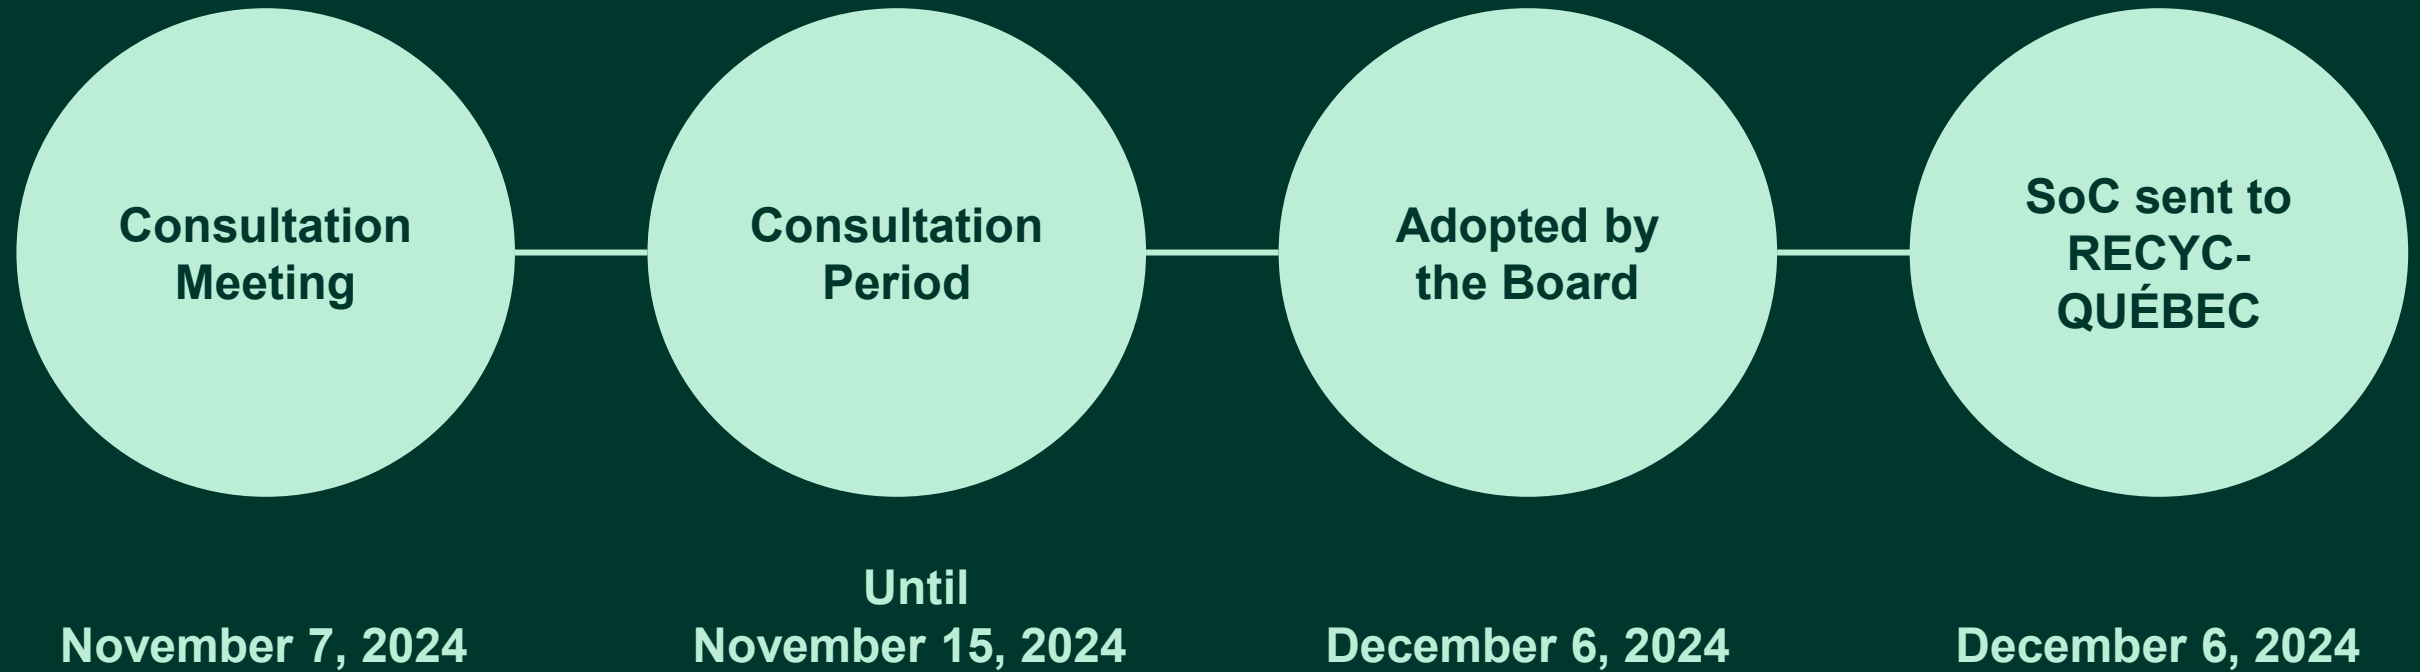 Consultation
Meeting
Consultation
Period
Adopted by
the Board
SoC sent to
RECYC-
QUÉBEC
November 7, 2024
Until
November 15, 2024
December 6, 2024
December 6, 2024